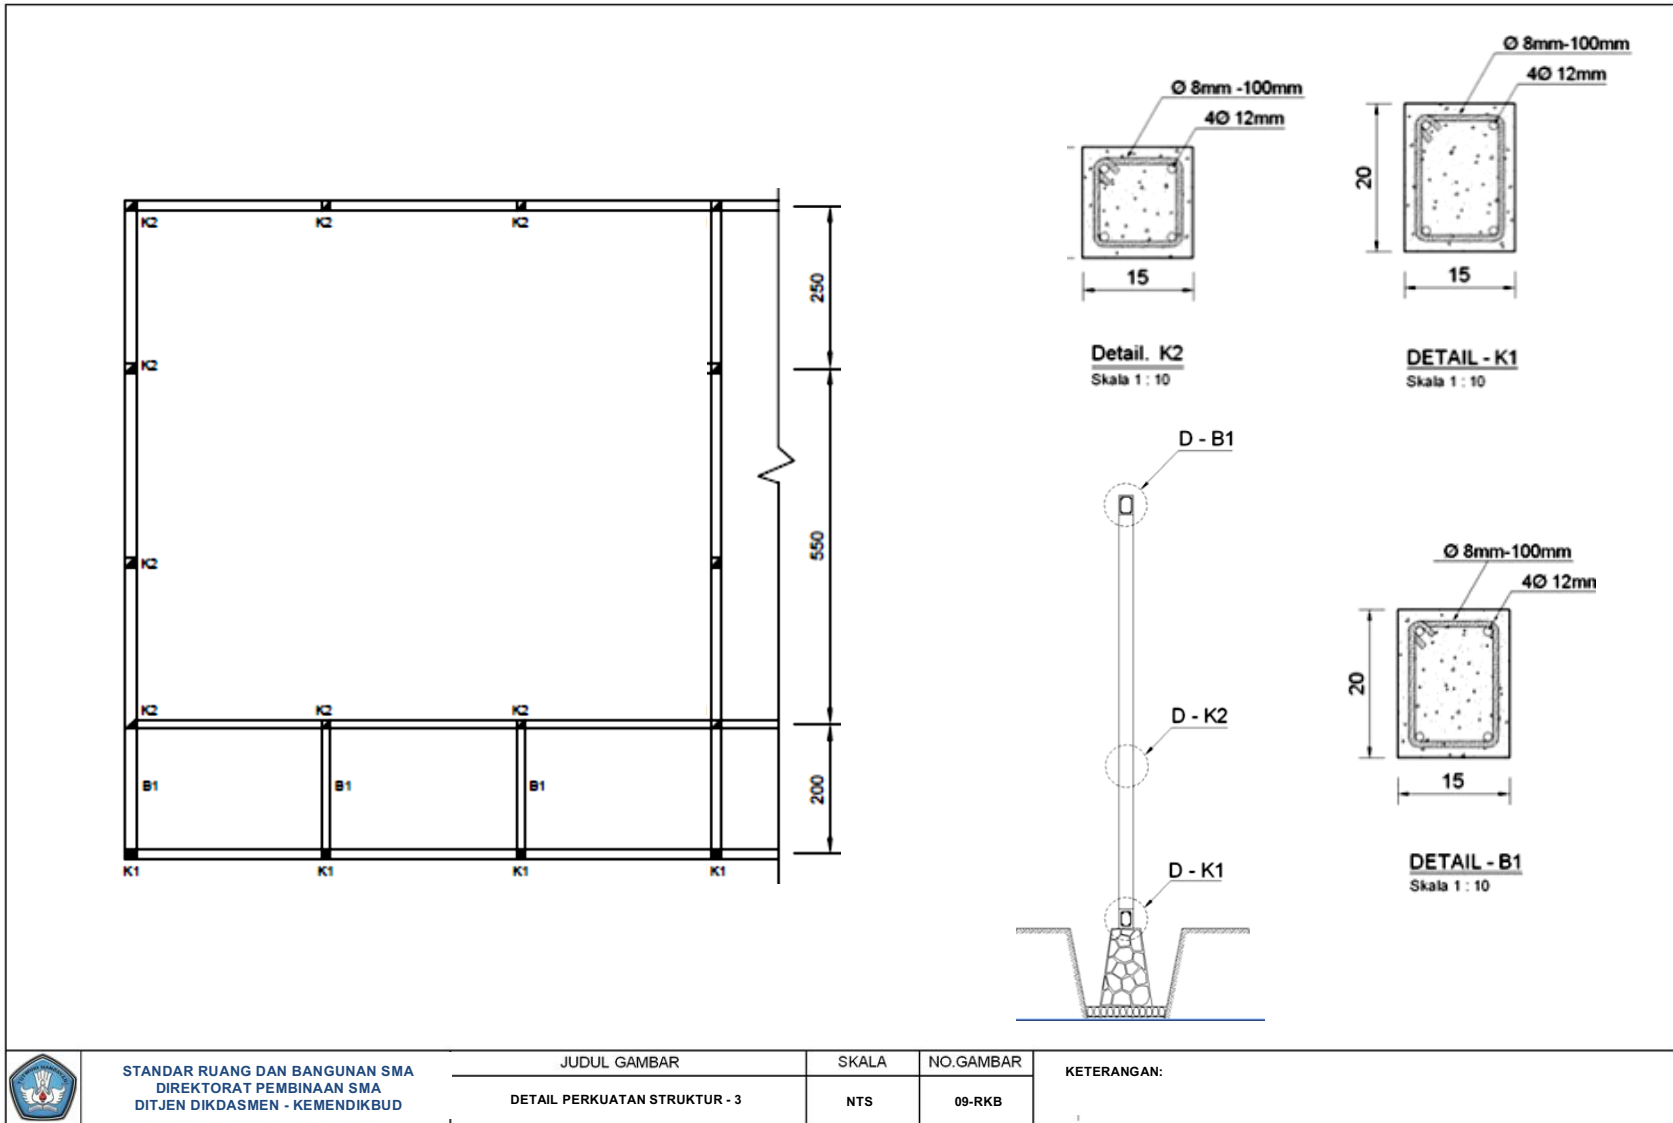 K2
K2
K2
K2
K2
K2
K2
K2
B1
B1
B1
K1
K1
K1
K1
250
550
200
Ø 8mm -100mm
4Ø 12mm
15
Detail. K2
Skala 1 : 10
Ø 8mm-100mm
4Ø 12mm
20
15
DETAIL - K1
Skala 1 : 10
D - B1
D - K2
D - K1
Ø 8mm-100mm
4Ø 12mm
20
15
DETAIL - B1
Skala 1 : 10
STANDAR RUANG DAN BANGUNAN SMA
DIREKTORAT PEMBINAAN SMA
DITJEN DIKDASMEN - KEMENDIKBUD
JUDUL GAMBAR
DETAIL PERKUATAN STRUKTUR - 3
SKALA
NTS
NO.GAMBAR
09-RKB
KETERANGAN: